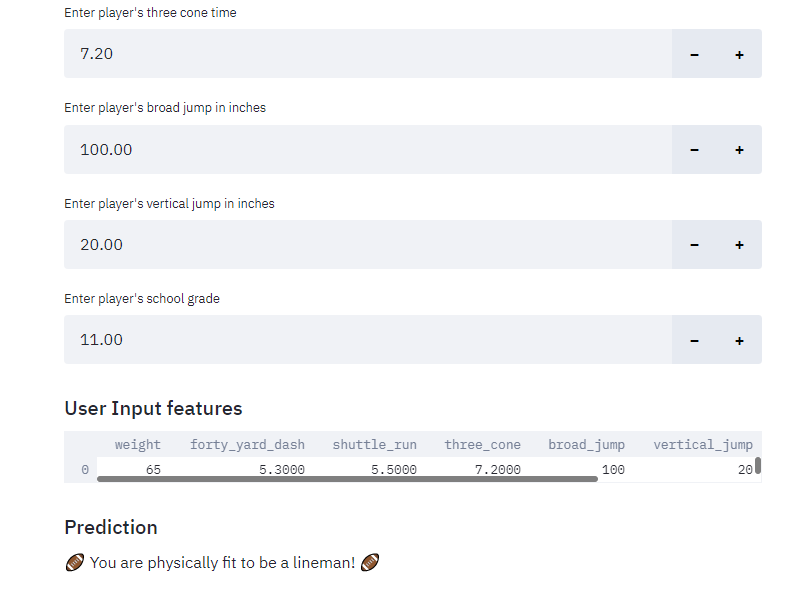 Enter player's three cone time
7.20 − +
Enter player's broad jump in inches
100.00 − +
Enter player's vertical jump in inches
20.00 − +
Enter player's school grade
11.00 − +
User Input features
weight forty_yard_dash shuttle_run three_cone broad_jump vertical_jump
0 65 5.3000 5.5000 7.2000 100 20
Prediction
🏈 You are physically fit to be a lineman! 🏈